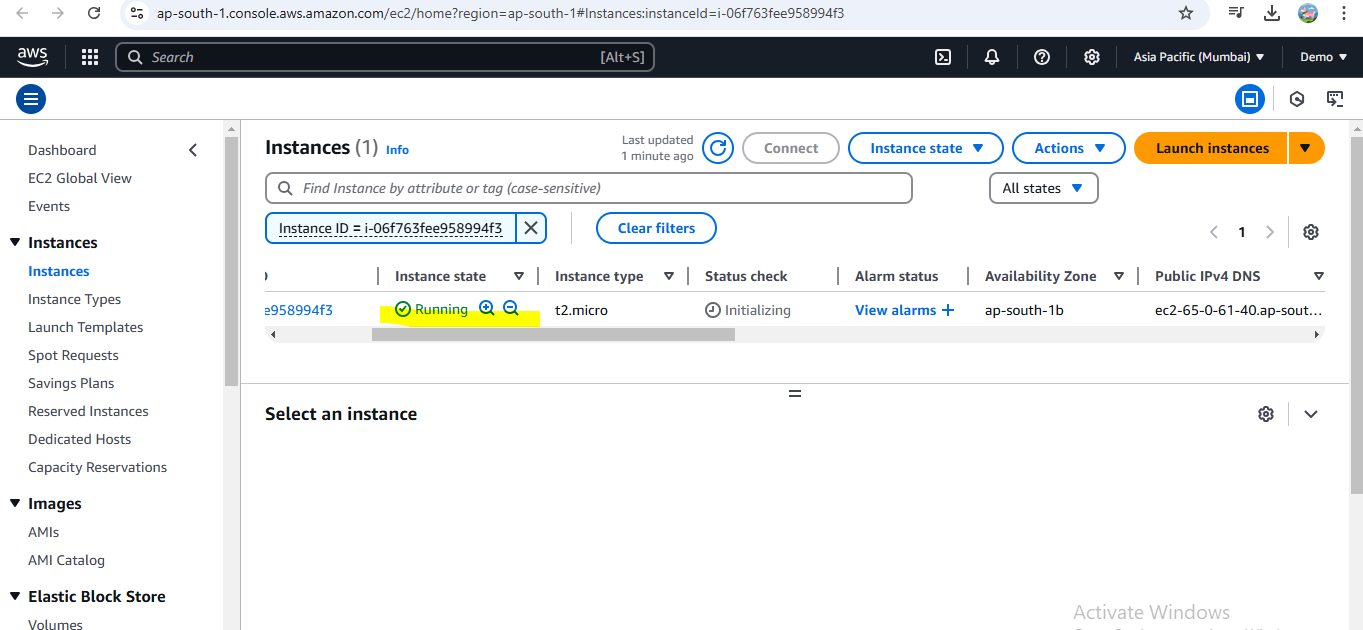 ap-south-1.console.aws.amazon.com/ec2/home?region=ap-south-1#Instances:instanceId=i-06f763fee958994f3
aws
Search [Alt+S]
Asia Pacific (Mumbai)
Demo
Dashboard
EC2 Global View
Events
Instances
Instances
Instance Types
Launch Templates
Spot Requests
Savings Plans
Reserved Instances
Dedicated Hosts
Capacity Reservations
Images
AMIs
AMI Catalog
Elastic Block Store
Volumes
Instances (1) Info
Last updated
1 minute ago
Connect
Instance state
Actions
Launch instances
Find Instance by attribute or tag (case-sensitive)
All states
Instance ID = i-06f763fee958994f3
Clear filters
1
Instance state Instance type Status check Alarm status Availability Zone Public IPv4 DNS
e958994f3 Running t2.micro Initializing View alarms + ap-south-1b ec2-65-0-61-40.ap-sout...
Select an instance
Activate Windows